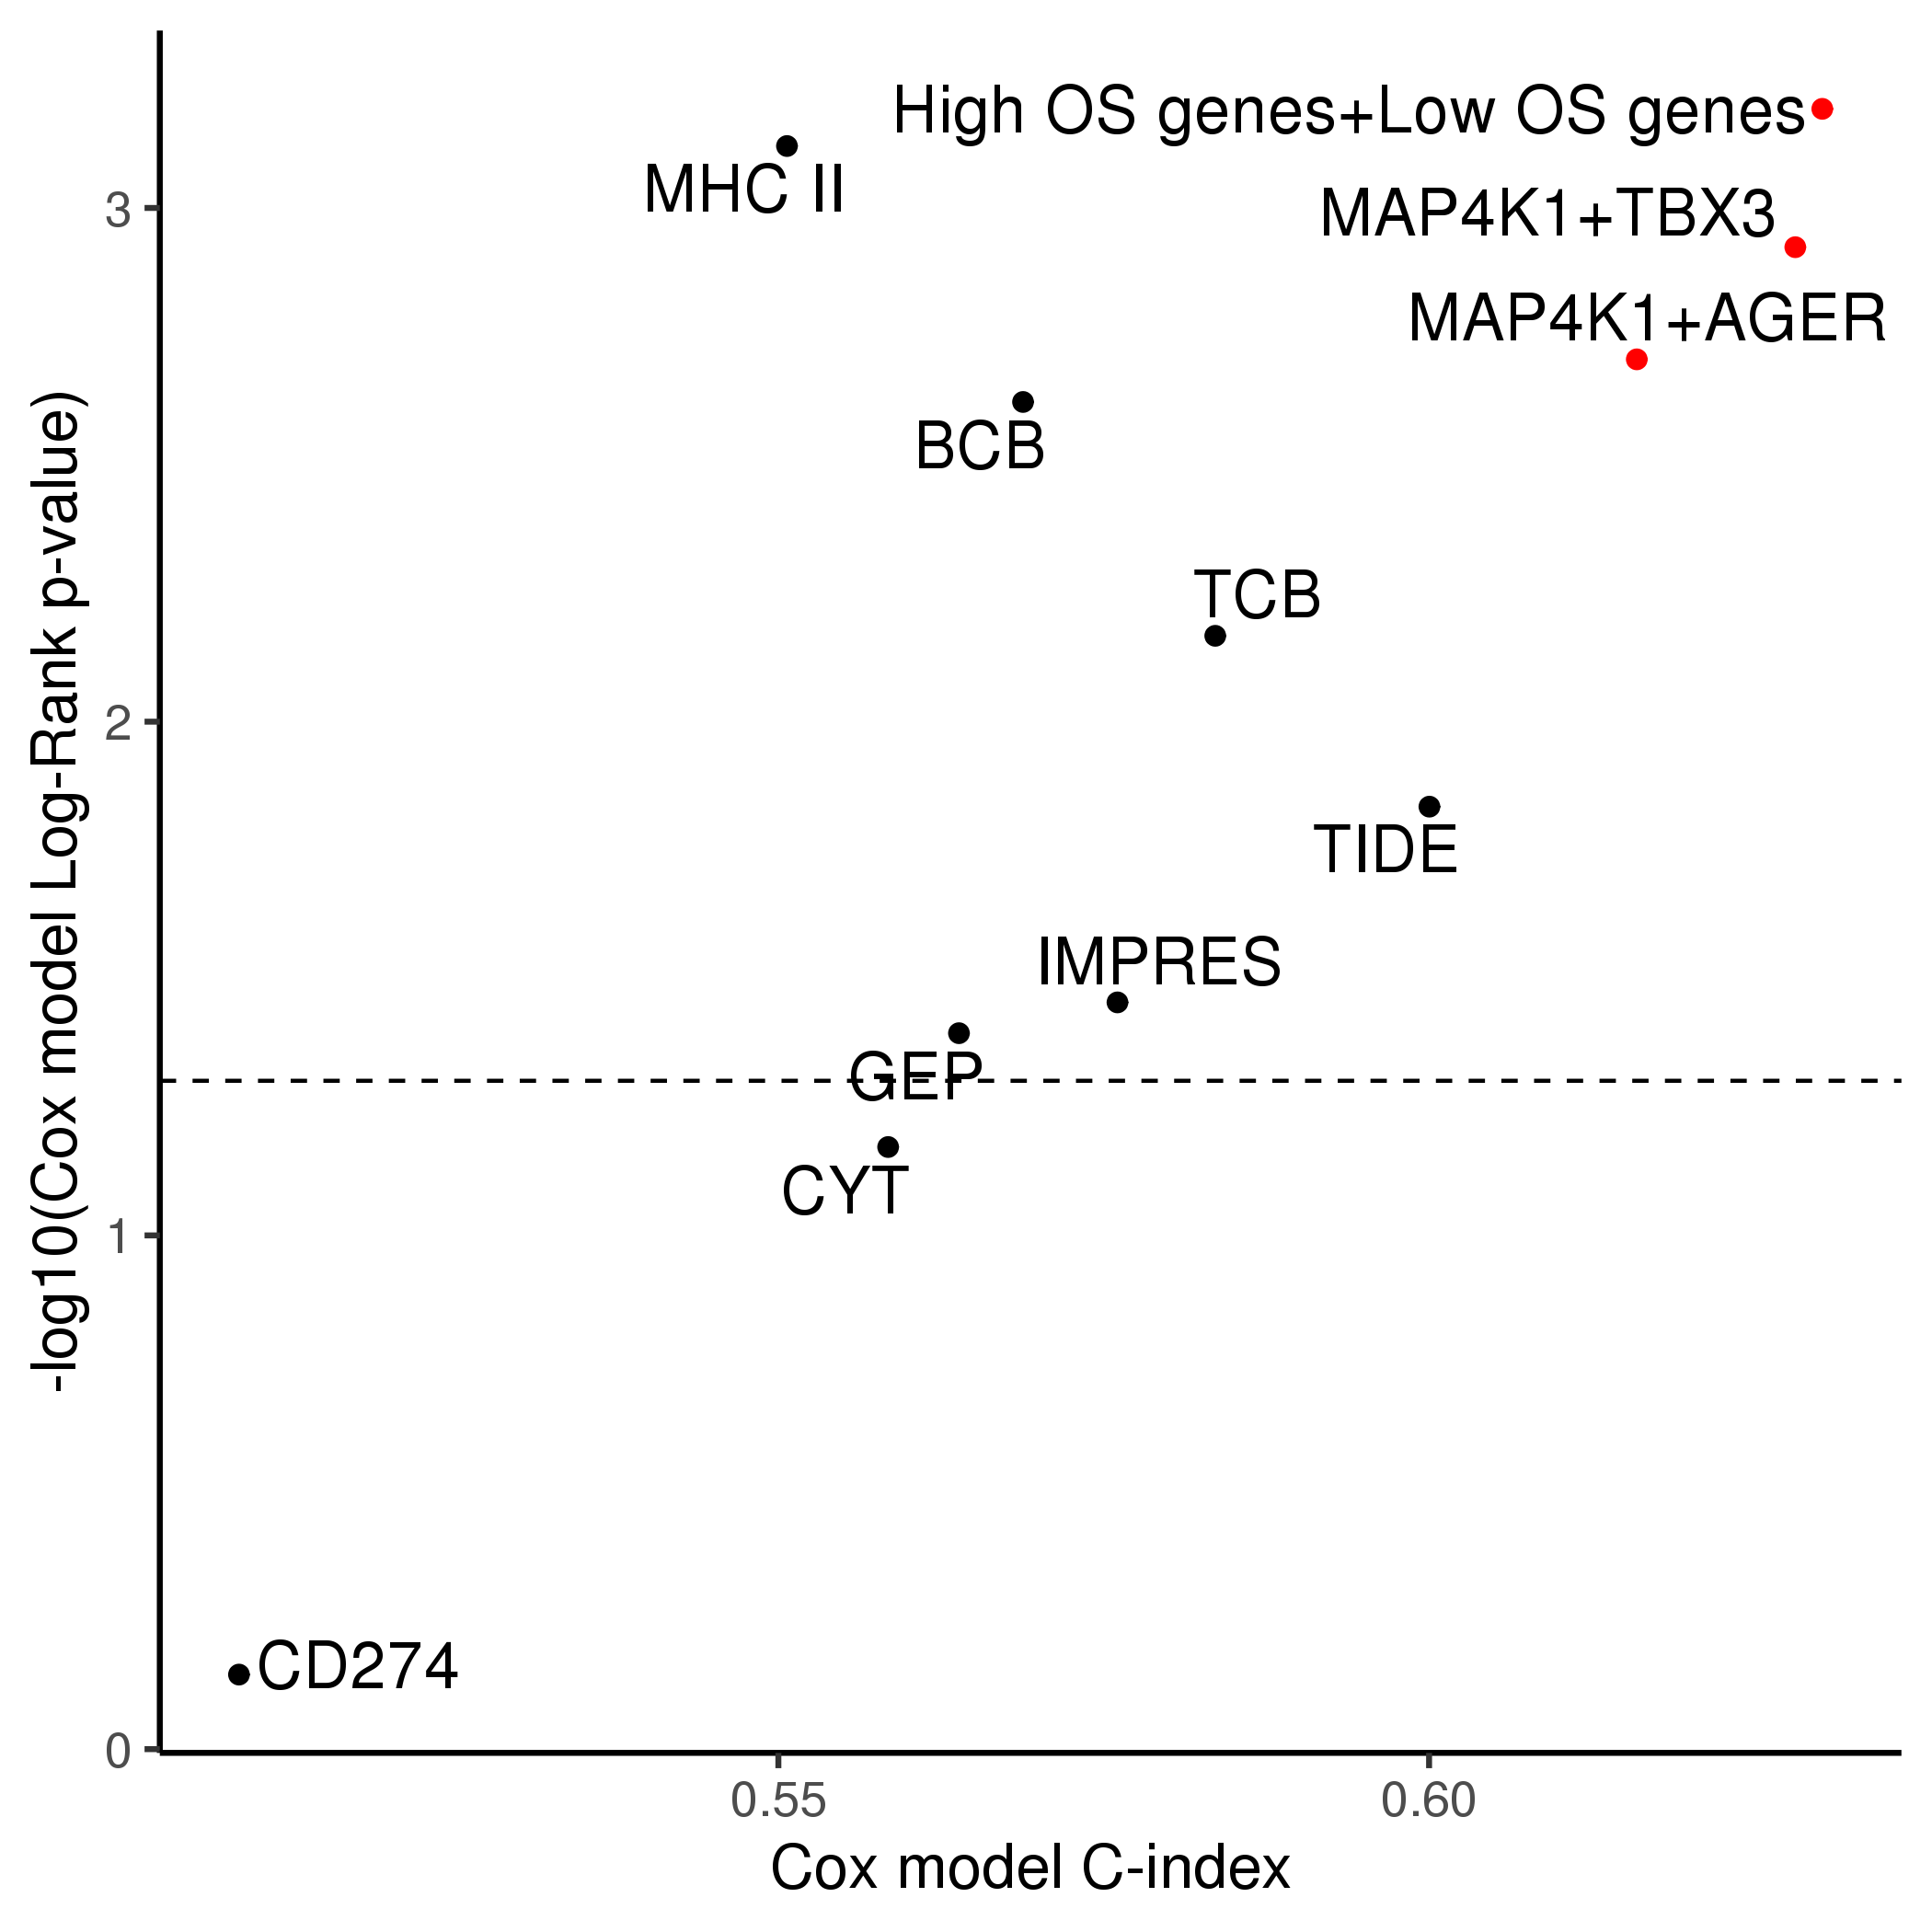 High OS genes+Low OS genes
MHC II
MAP4K1+TBX3
MAP4K1+AGER
BCB
TCB
TIDE
IMPRES
GEP
CYT
CD274
-log10(Cox model Log-Rank p-value)
3
2
1
0
0.55
0.60
Cox model C-index